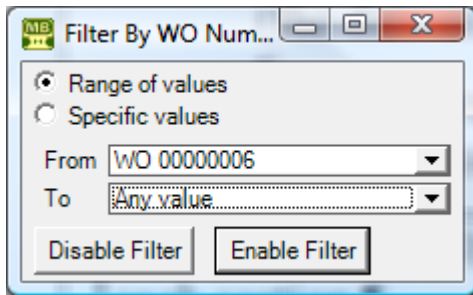 MB
Filter By WO Num...
Range of values
Specific values
From WO 00000006
To Any value
Disable Filter Enable Filter